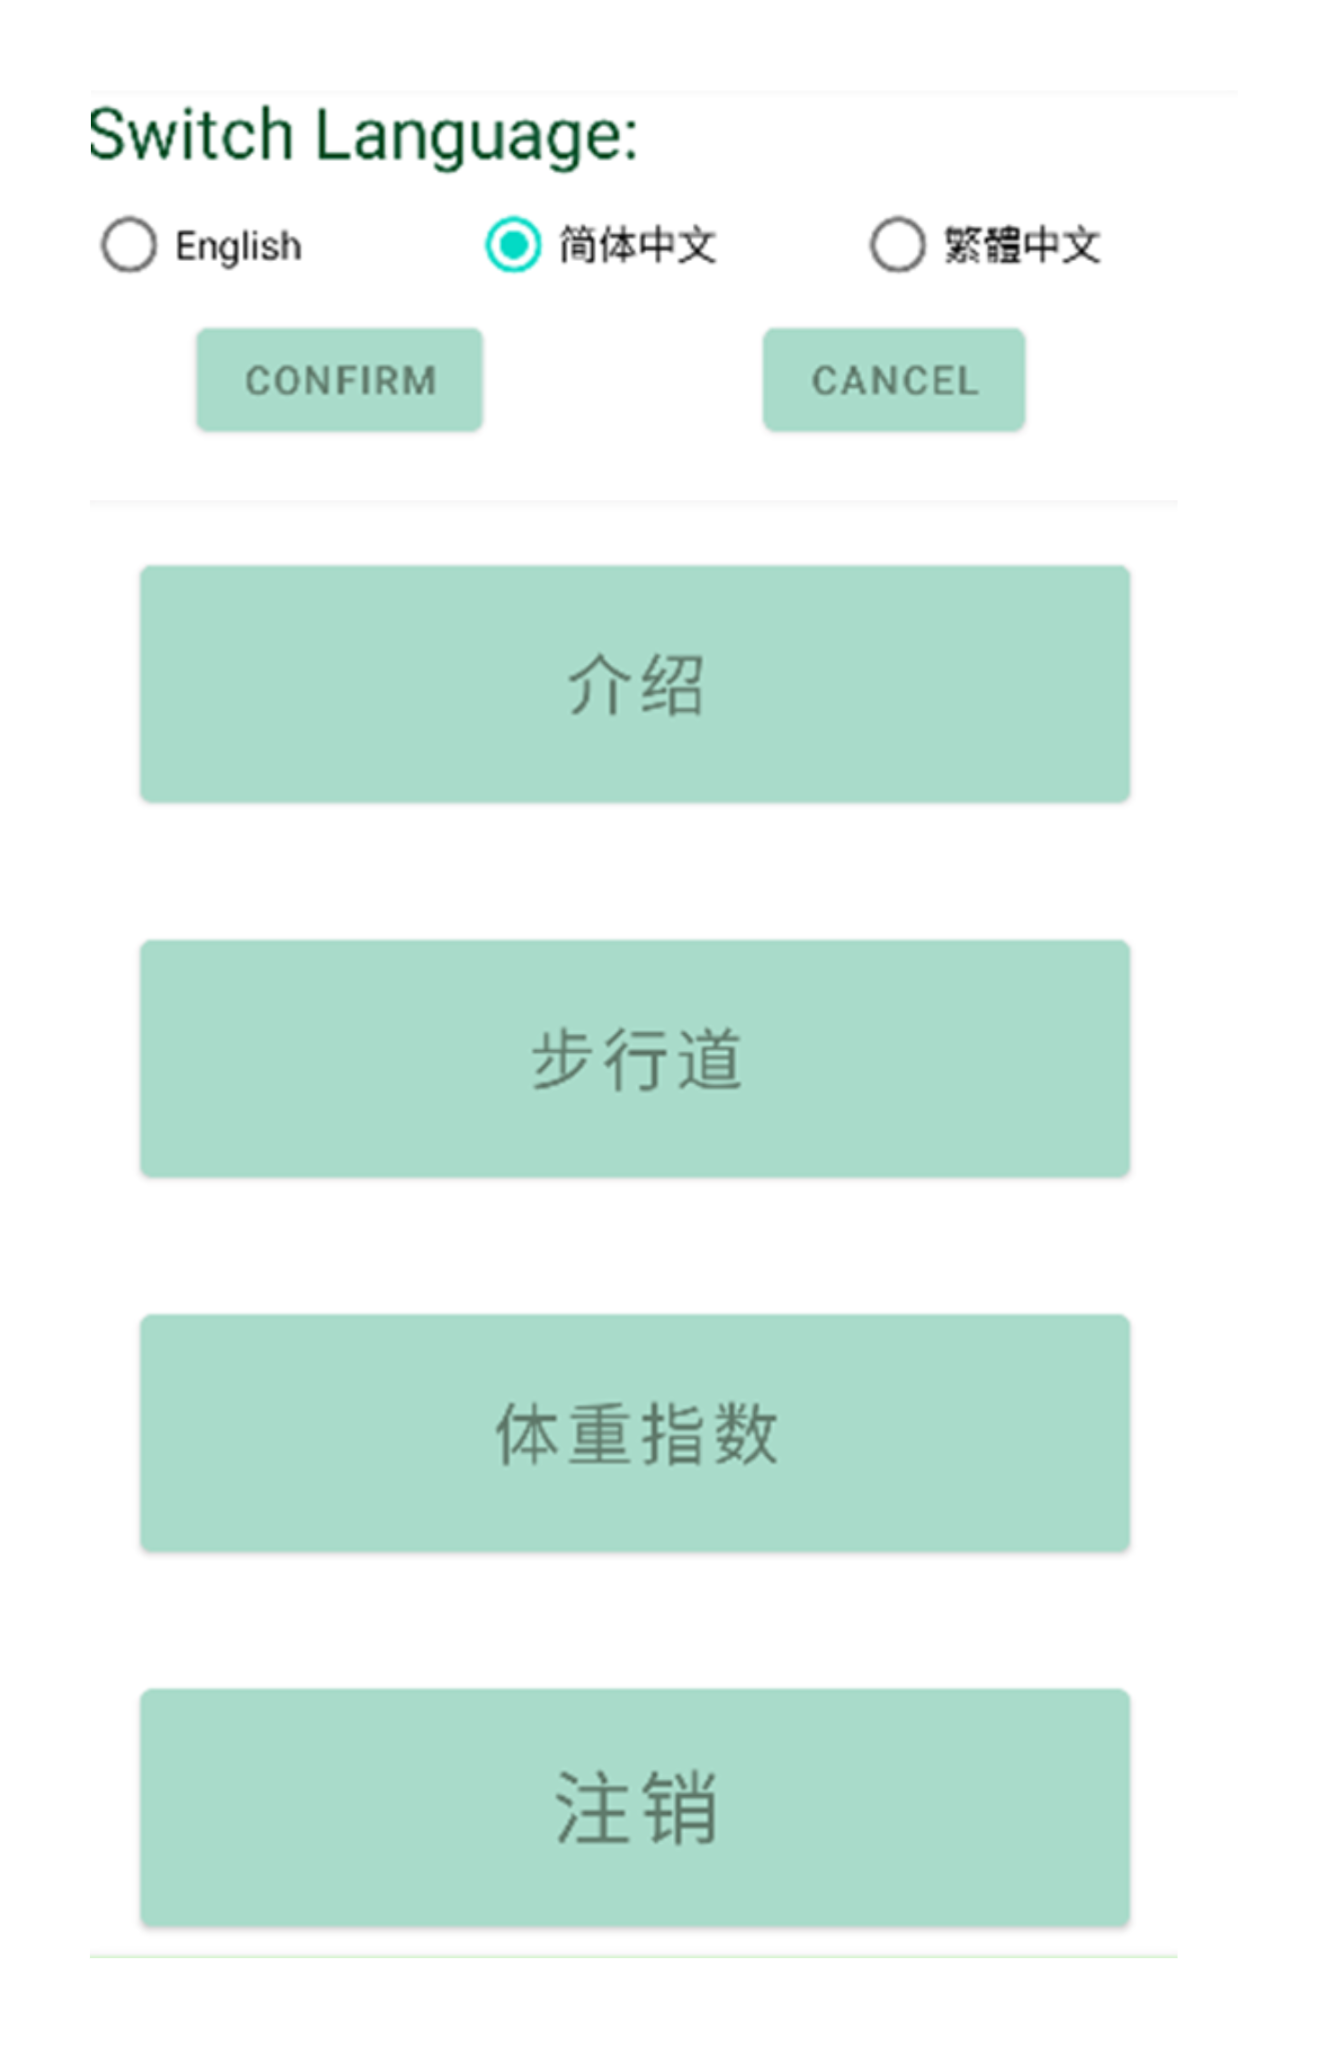 Switch Language:
English 简体中文 繁體中文
CONFIRM CANCEL
介绍
步行道
体重指数
注销